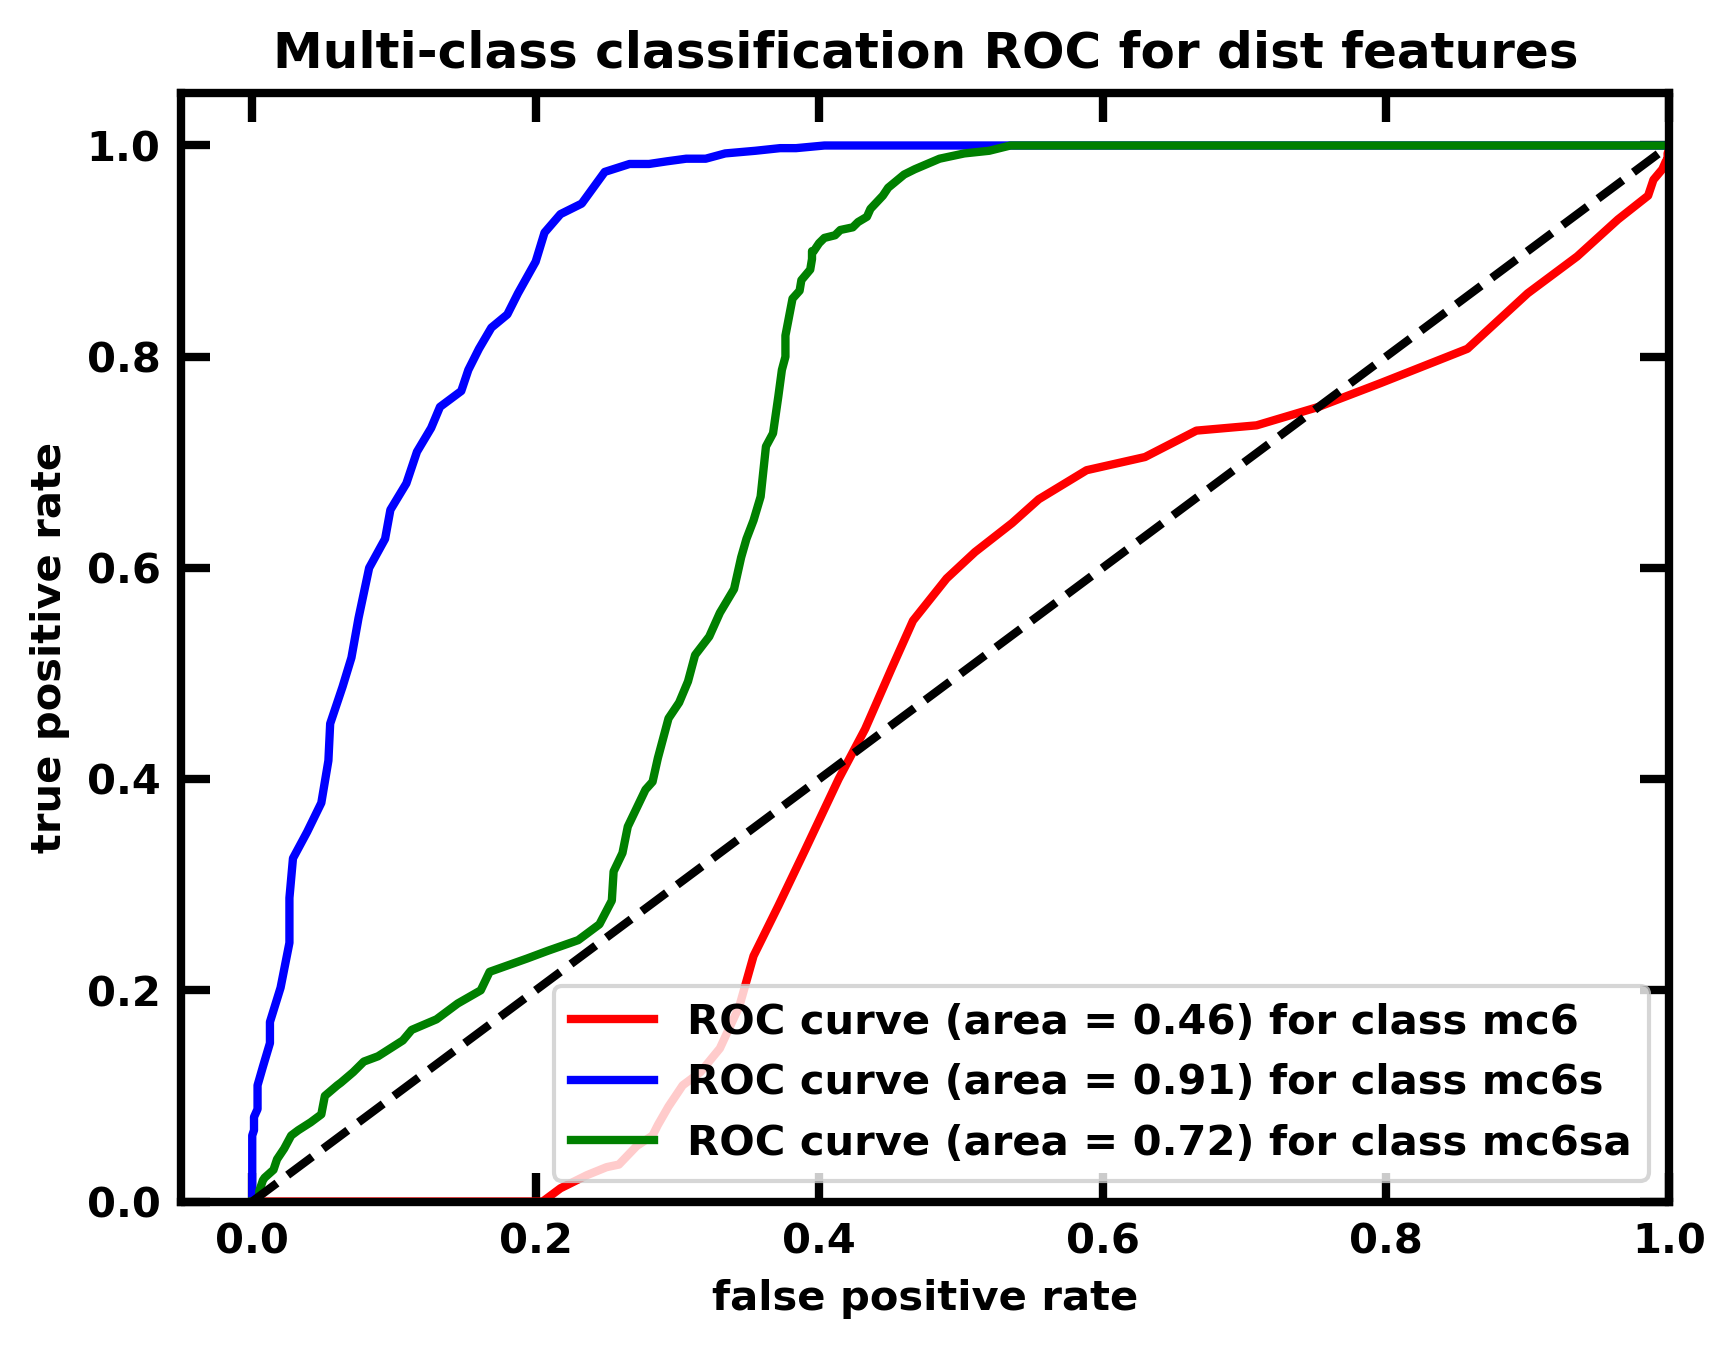 Multi-class classification ROC for dist features
1.0
0.8
0.6
0.4
0.2
0.0
true positive rate
ROC curve (area = 0.46) for class mc6
ROC curve (area = 0.91) for class mc6s
ROC curve (area = 0.72) for class mc6sa
0.0 0.2 0.4 0.6 0.8 1.0
false positive rate